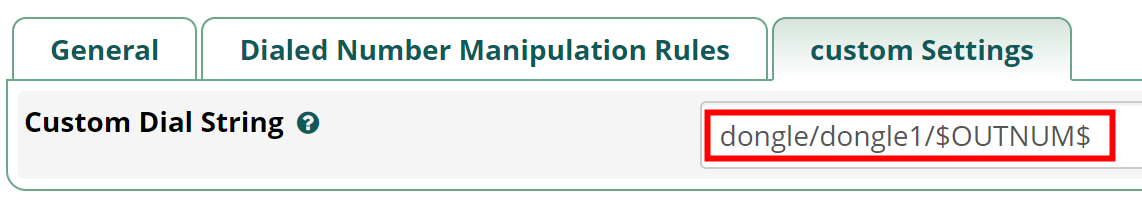 General
Dialed Number Manipulation Rules
custom Settings
Custom Dial String ?
dongle/dongle1/$OUTNUM$